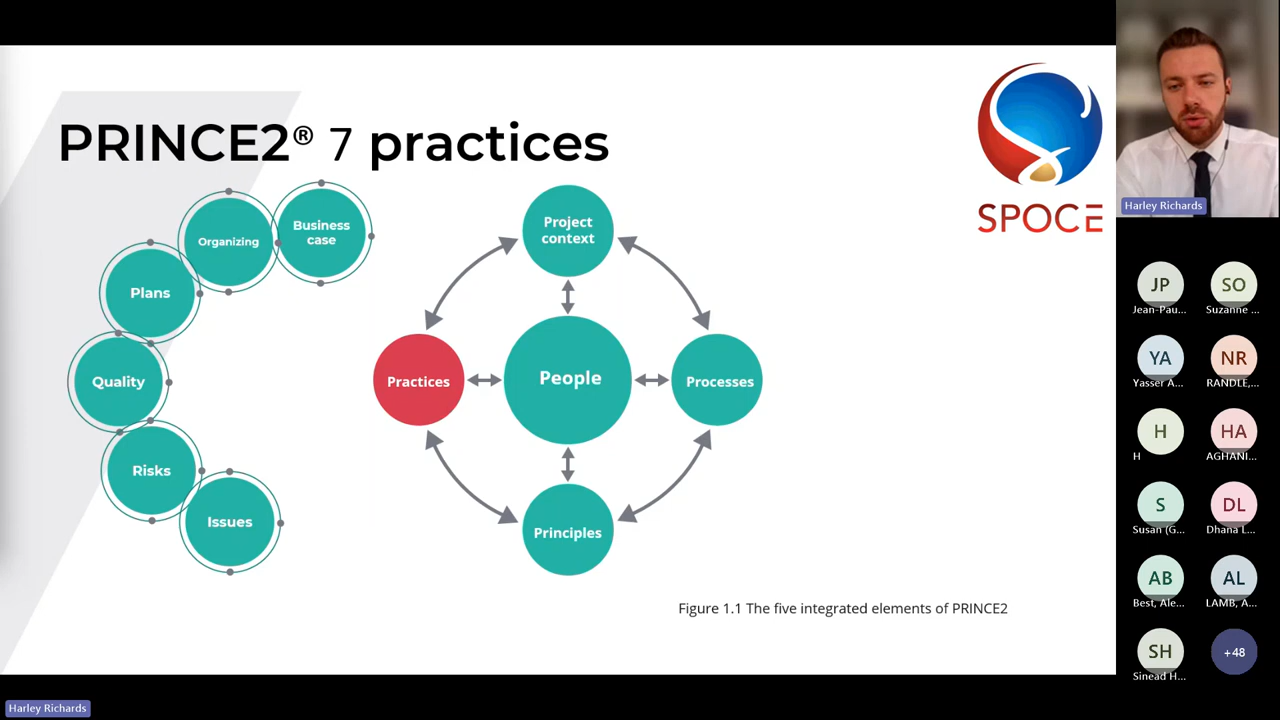 PRINCE2® 7 practices
Business
case
Organizing
Plans
Quality
Risks
Issues
Project
context
Practices
People
Processes
Principles
Figure 1.1 The five integrated elements of PRINCE2
SPOCE
Harley Richards
JP
Jean-Pau...
SO
Suzanne ...
YA
Yasser A...
NR
RANDLE,...
H
H
HA
AGHANI...
S
Susan (G...
DL
Dhana L...
AB
Best, Ale...
AL
LAMB, A...
SH
Sinead H...
+48
Harley Richards